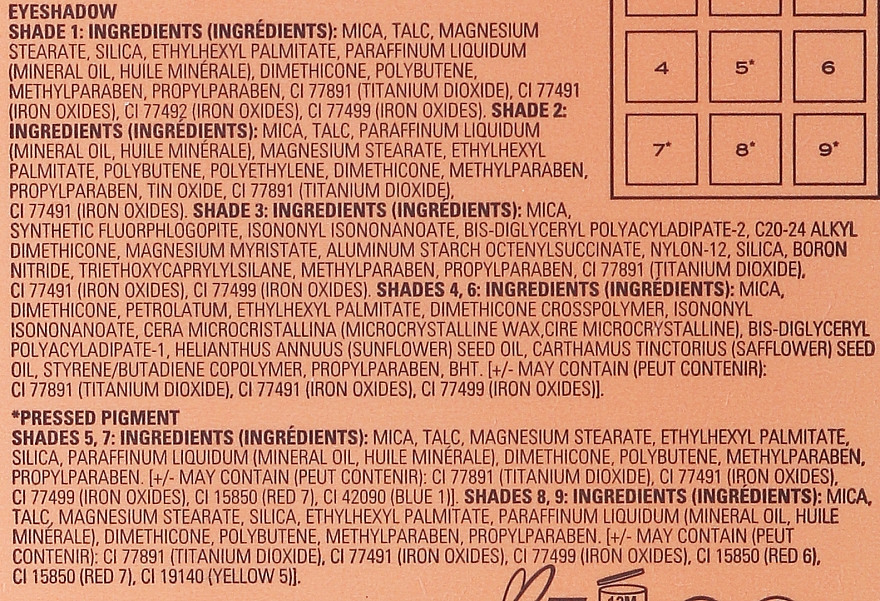 EYESHADOW
SHADE 1: INGREDIENTS (INGRÉDIENTS): MICA, TALC, MAGNESIUM
STEARATE, SILICA, ETHYLHEXYL PALMITATE, PARAFFINUM LIQUIDUM
(MINERAL OIL, HUILE MINÉRALE), DIMETHICONE, POLYBUTENE,
METHYLPARABEN, PROPYLPARABEN, CI 77891 (TITANIUM DIOXIDE), CI 77491
(IRON OXIDES), CI 77492 (IRON OXIDES), CI 77499 (IRON OXIDES). SHADE 2:
INGREDIENTS (INGRÉDIENTS): MICA, TALC, PARAFFINUM LIQUIDUM
(MINERAL OIL, HUILE MINÉRALE), MAGNESIUM STEARATE, ETHYLHEXYL
PALMITATE, POLYBUTENE, POLYETHYLENE, DIMETHICONE, METHYLPARABEN,
PROPYLPARABEN, TIN OXIDE, CI 77891 (TITANIUM DIOXIDE),
CI 77491 (IRON OXIDES). SHADE 3: INGREDIENTS (INGRÉDIENTS): MICA,
SYNTHETIC FLUORPHLOGOPITE, ISONONYL ISONONANOATE, BIS-DIGLYCERYL POLYACYLADIPATE-2, C20-24 ALKYL
DIMETHICONE, MAGNESIUM MYRISTATE, ALUMINUM STARCH OCTENYLSUCCINATE, NYLON-12, SILICA, BORON
NITRIDE, TRIETHOXYCAPRYLYLSILANE, METHYLPARABEN, PROPYLPARABEN, CI 77891 (TITANIUM DIOXIDE),
CI 77491 (IRON OXIDES), CI 77499 (IRON OXIDES). SHADES 4, 6: INGREDIENTS (INGRÉDIENTS): MICA,
DIMETHICONE, PETROLATUM, ETHYLHEXYL PALMITATE, DIMETHICONE CROSSPOLYMER, ISONONYL
ISONONANOATE, CERA MICROCRISTALLINA (MICROCRYSTALLINE WAX,CIRE MICROCRYSTALLINE), BIS-DIGLYCERYL
POLYACYLADIPATE-1, HELIANTHUS ANNUUS (SUNFLOWER) SEED OIL, CARTHAMUS TINCTORIUS (SAFFLOWER) SEED
OIL, STYRENE/BUTADIENE COPOLYMER, PROPYLPARABEN, BHT. [+/- MAY CONTAIN (PEUT CONTENIR):
CI 77891 (TITANIUM DIOXIDE), CI 77491 (IRON OXIDES), CI 77499 (IRON OXIDES)].
*PRESSED PIGMENT
SHADES 5, 7: INGREDIENTS (INGRÉDIENTS): MICA, TALC, MAGNESIUM STEARATE, ETHYLHEXYL PALMITATE,
SILICA, PARAFFINUM LIQUIDUM (MINERAL OIL, HUILE MINÉRALE), DIMETHICONE, POLYBUTENE, METHYLPARABEN,
PROPYLPARABEN. [+/- MAY CONTAIN (PEUT CONTENIR): CI 77891 (TITANIUM DIOXIDE), CI 77491 (IRON OXIDES),
CI 77499 (IRON OXIDES), CI 15850 (RED 7), CI 42090 (BLUE 1)]. SHADES 8, 9: INGREDIENTS (INGRÉDIENTS): MICA,
TALC, MAGNESIUM STEARATE, SILICA, ETHYLHEXYL PALMITATE, PARAFFINUM LIQUIDUM (MINERAL OIL, HUILE
MINÉRALE), DIMETHICONE, POLYBUTENE, METHYLPARABEN, PROPYLPARABEN. [+/- MAY CONTAIN (PEUT
CONTENIR): CI 77891 (TITANIUM DIOXIDE), CI 77491 (IRON OXIDES), CI 77499 (IRON OXIDES), CI 15850 (RED 6),
CI 15850 (RED 7), CI 19140 (YELLOW 5)].
4 5* 6
7* 8* 9*
12M